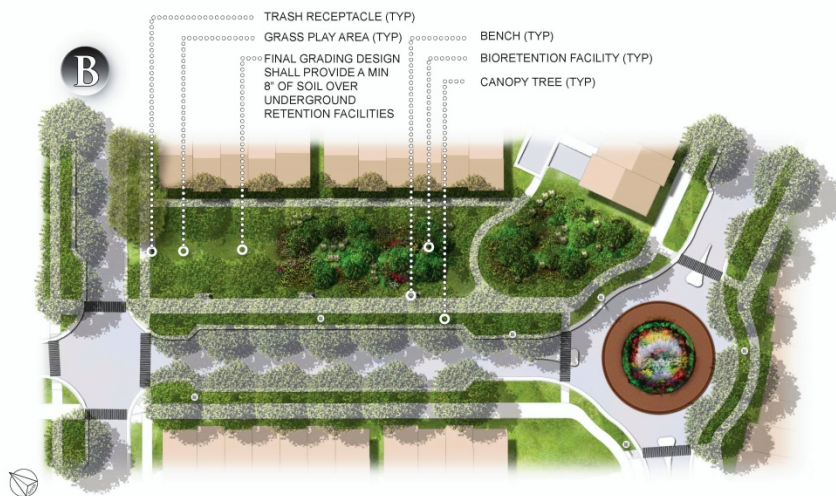 TRASH RECEPTACLE (TYP)
GRASS PLAY AREA (TYP)
FINAL GRADING DESIGN
SHALL PROVIDE A MIN
8" OF SOIL OVER
UNDERGROUND
RETENTION FACILITIES
BENCH (TYP)
BIORETENTION FACILITY (TYP)
CANOPY TREE (TYP)
B